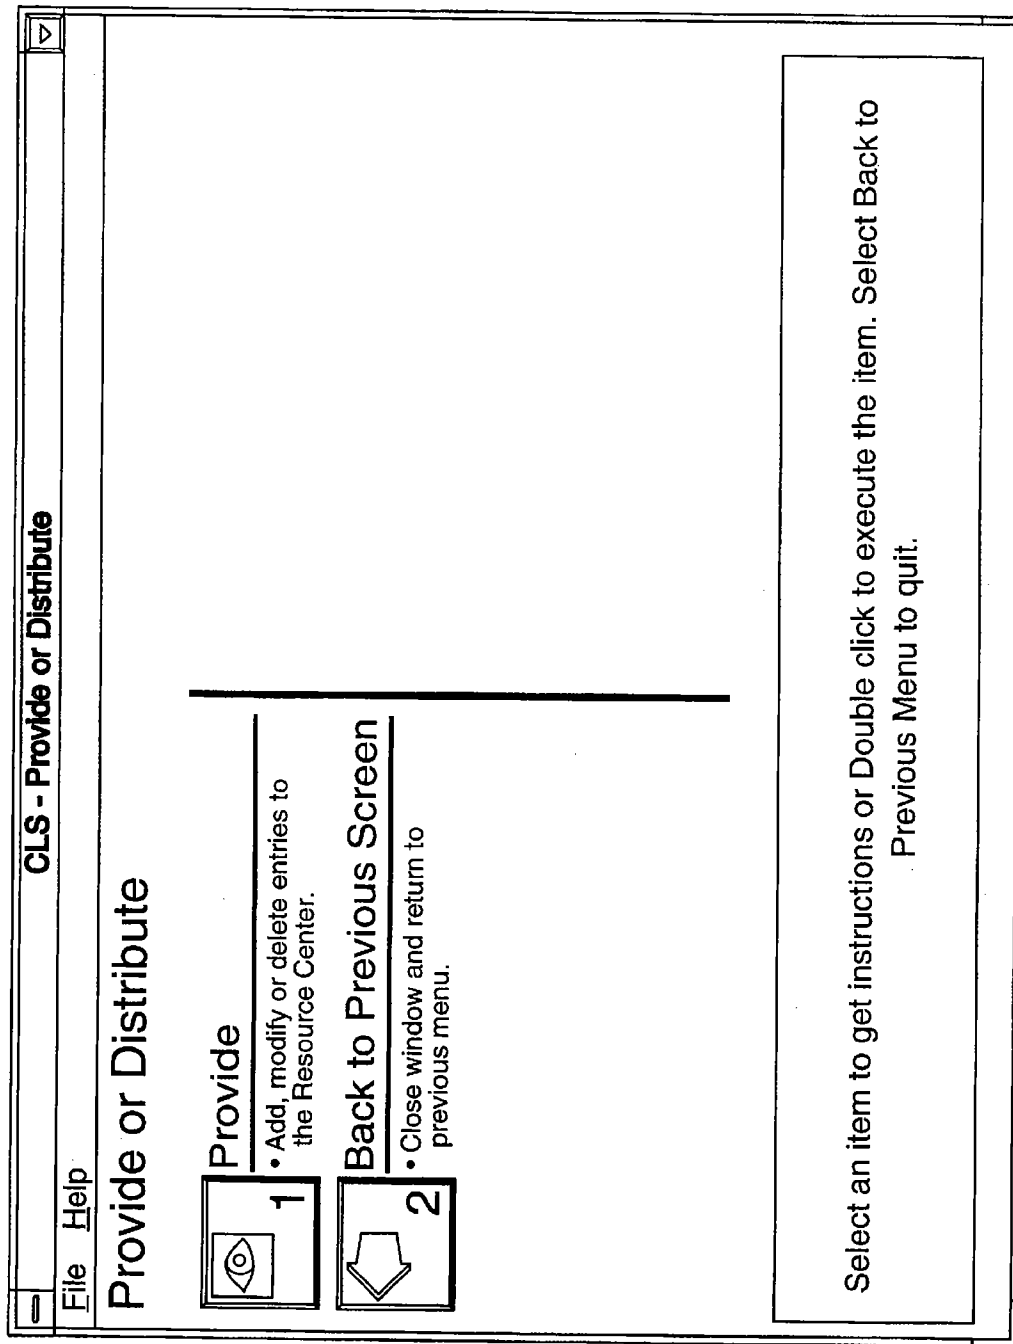 CLS - Provide or Distribute
File Help
Provide or Distribute
1
Provide
• Add, modify or delete entries to
the Resource Center.
2
Back to Previous Screen
• Close window and return to
previous menu.
Select an item to get instructions or Double click to execute the item. Select Back to
Previous Menu to quit.